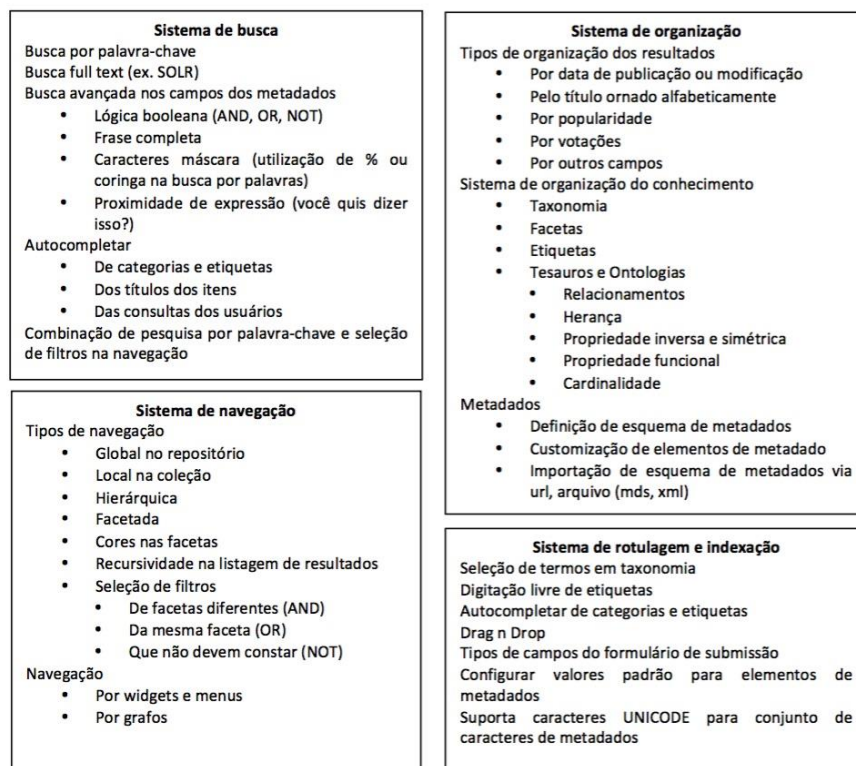 Sistema de busca
Busca por palavra-chave
Busca full text (ex. SOLR)
Busca avançada nos campos dos metadados
• Lógica booleana (AND, OR, NOT)
• Frase completa
• Caracteres máscara (utilização de % ou
coringa na busca por palavras)
• Proximidade de expressão (você quis dizer
isso?)
Autocompletar
• De categorias e etiquetas
• Dos títulos dos itens
• Das consultas dos usuários
Combinação de pesquisa por palavra-chave e seleção
de filtros na navegação
Sistema de navegação
Tipos de navegação
• Global no repositório
• Local na coleção
• Hierárquica
• Facetada
• Cores nas facetas
• Recursividade na listagem de resultados
• Seleção de filtros
• De facetas diferentes (AND)
• Da mesma faceta (OR)
• Que não devem constar (NOT)
Navegação
• Por widgets e menus
• Por grafos
Sistema de organização
Tipos de organização dos resultados
• Por data de publicação ou modificação
• Pelo título ornado alfabeticamente
• Por popularidade
• Por votações
• Por outros campos
Sistema de organização do conhecimento
• Taxonomia
• Facetas
• Etiquetas
• Tesauros e Ontologias
• Relacionamentos
• Herança
• Propriedade inversa e simétrica
• Propriedade funcional
• Cardinalidade
Metadados
• Definição de esquema de metadados
• Customização de elementos de metadado
• Importação de esquema de metadados via
url, arquivo (mds, xml)
Sistema de rotulagem e indexação
Seleção de termos em taxonomia
Digitação livre de etiquetas
Autocompletar de categorias e etiquetas
Drag n Drop
Tipos de campos do formulário de submissão
Configurar valores padrão para elementos de
metadados
Suporta caracteres UNICODE para conjunto de
caracteres de metadados